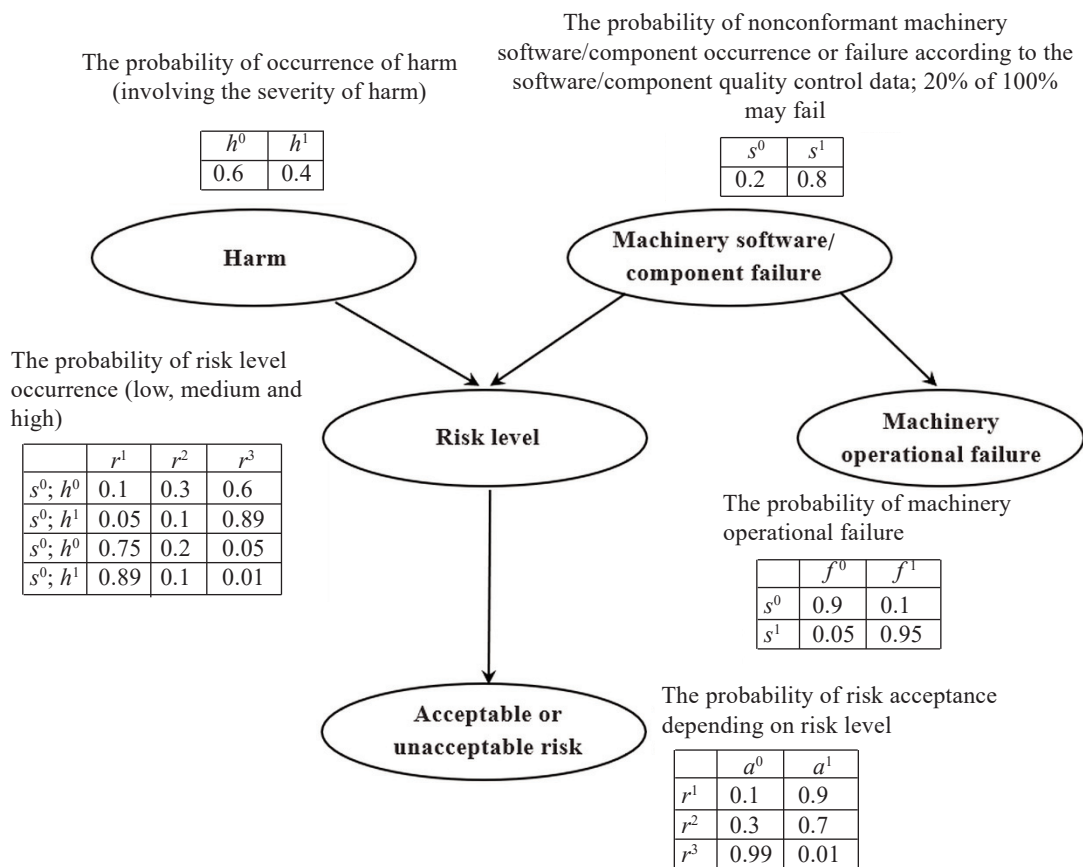 The probability of occurrence of harm
(involving the severity of harm)
h⁰ h¹
0.6 0.4
The probability of nonconformant machinery
software/component occurrence or failure according to the
software/component quality control data; 20% of 100%
may fail
s⁰ s¹
0.2 0.8
Harm
Machinery software/
component failure
The probability of risk level
occurrence (low, medium and
high)
r¹ r² r³
s⁰; h⁰ 0.1 0.3 0.6
s⁰; h¹ 0.05 0.1 0.89
s⁰; h⁰ 0.75 0.2 0.05
s⁰; h¹ 0.89 0.1 0.01
Risk level
Machinery
operational failure
The probability of machinery
operational failure
f⁰ f¹
s⁰ 0.9 0.1
s¹ 0.05 0.95
Acceptable or
unacceptable risk
The probability of risk acceptance
depending on risk level
a⁰ a¹
r¹ 0.1 0.9
r² 0.3 0.7
r³ 0.99 0.01